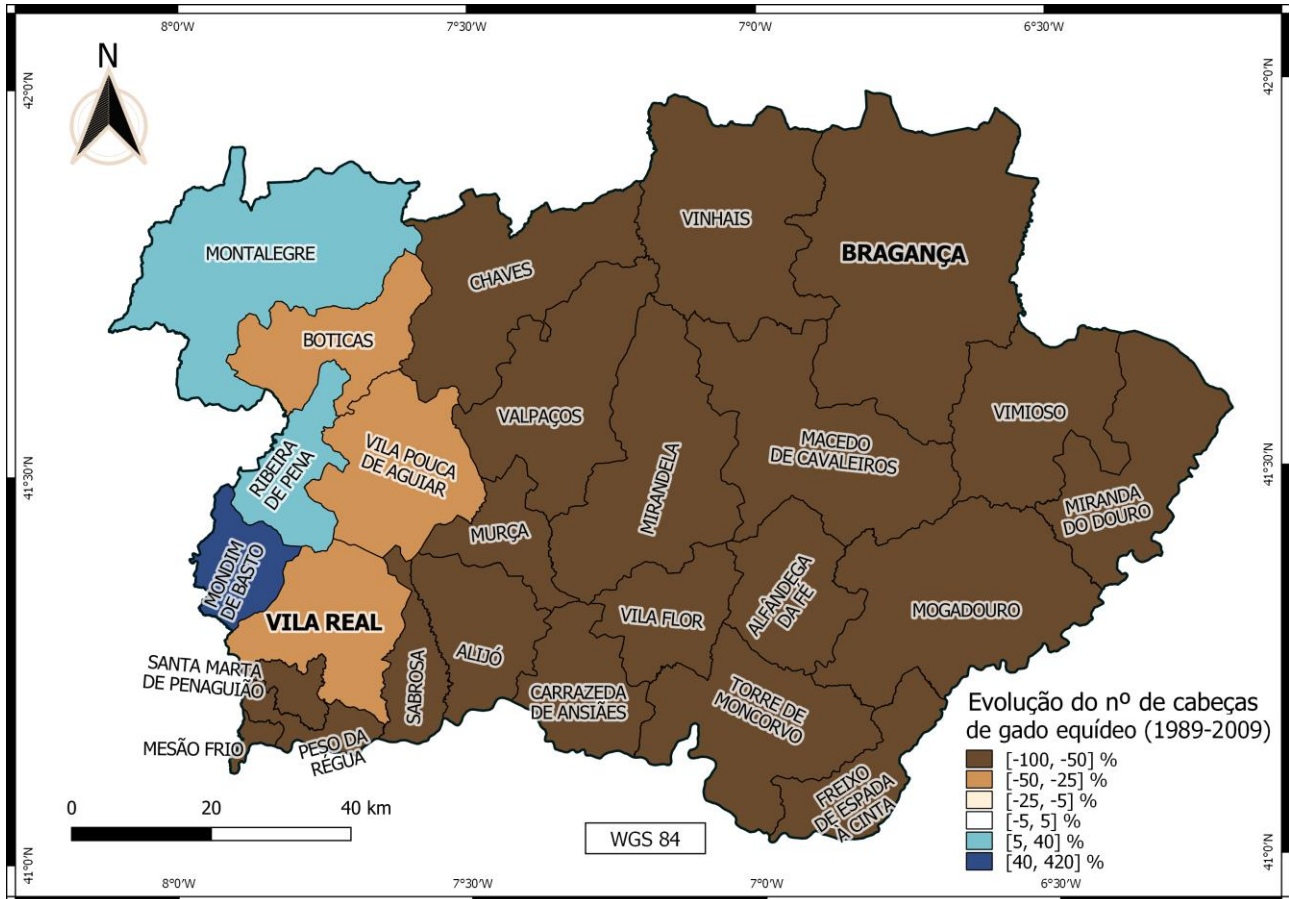 8°0'W
7°30'W
7°0'W
6°30'W
N
42°0'N
42°0'N
VINHAIS
BRAGANÇA
MONTALEGRE
CHAVES
BOTICAS
VALPAÇOS
VIMIOSO
VILA POUCA
DE AGUIAR
MACEDO
DE CAVALEIROS
RIBEIRA
DE PENA
MIRANDELA
41°30'N
41°30'N
MIRANDA
DO DOURO
MURÇA
MONDIM
DE BASTO
ALFÂNDEGA
DA FÉ
VILA FLOR
MOGADOURO
VILA REAL
ALIJÓ
SABROSA
SANTA MARTA
DE PENAGUIÃO
CARRAZEDA
DE ANSIÃES
TORRE DE
MONCORVO
MESÃO FRIO
PESO DA
RÉGUA
FREIXO
DE ESPADA
À CINTA
Evolução do nº de cabeças
de gado equídeo (1989-2009)
[-100, -50] %
[-50, -25] %
[-25, -5] %
[-5, 5] %
[5, 40] %
[40, 420] %
0 20 40 km
WGS 84
41°0'N
41°0'N
8°0'W
7°30'W
7°0'W
6°30'W